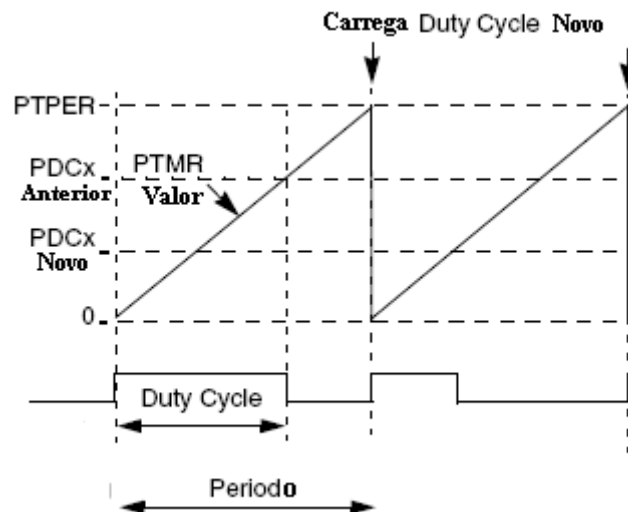 Carrega Duty Cycle Novo
PTPER
PDCx
Anterior
PTMR
Valor
PDCx
Novo
0
Duty Cycle
Periodo